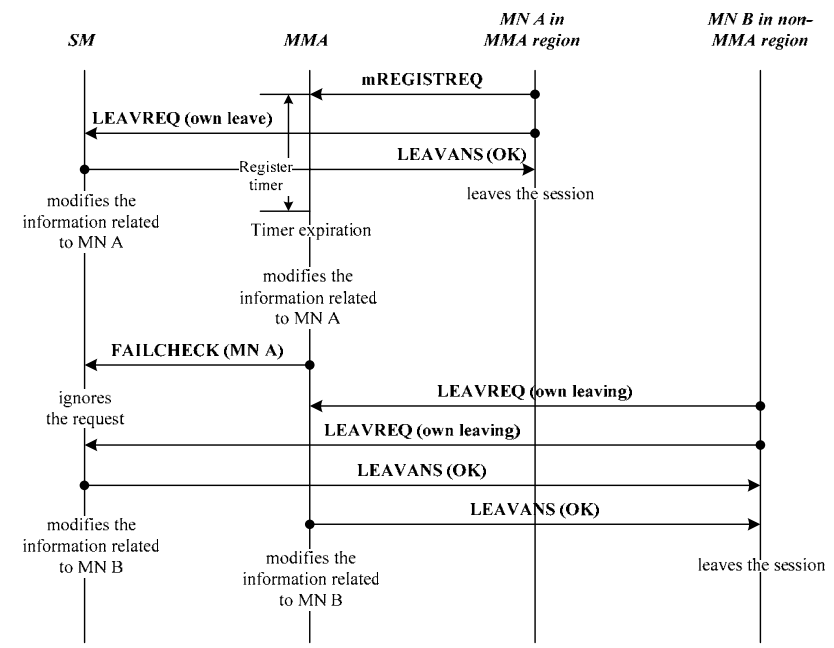 SM
MMA
MN A in
MMA region
MN B in non-
MMA region
mREGISTREQ
LEAVREQ (own leave)
LEAVANS (OK)
Register
timer
modifies the
information related
to MN A
leaves the session
Timer expiration
modifies the
information related
to MN A
FAILCHECK (MN A)
ignores
the request
LEAVREQ (own leaving)
LEAVREQ (own leaving)
LEAVANS (OK)
LEAVANS (OK)
modifies the
information related
to MN B
modifies the
information related
to MN B
leaves the session